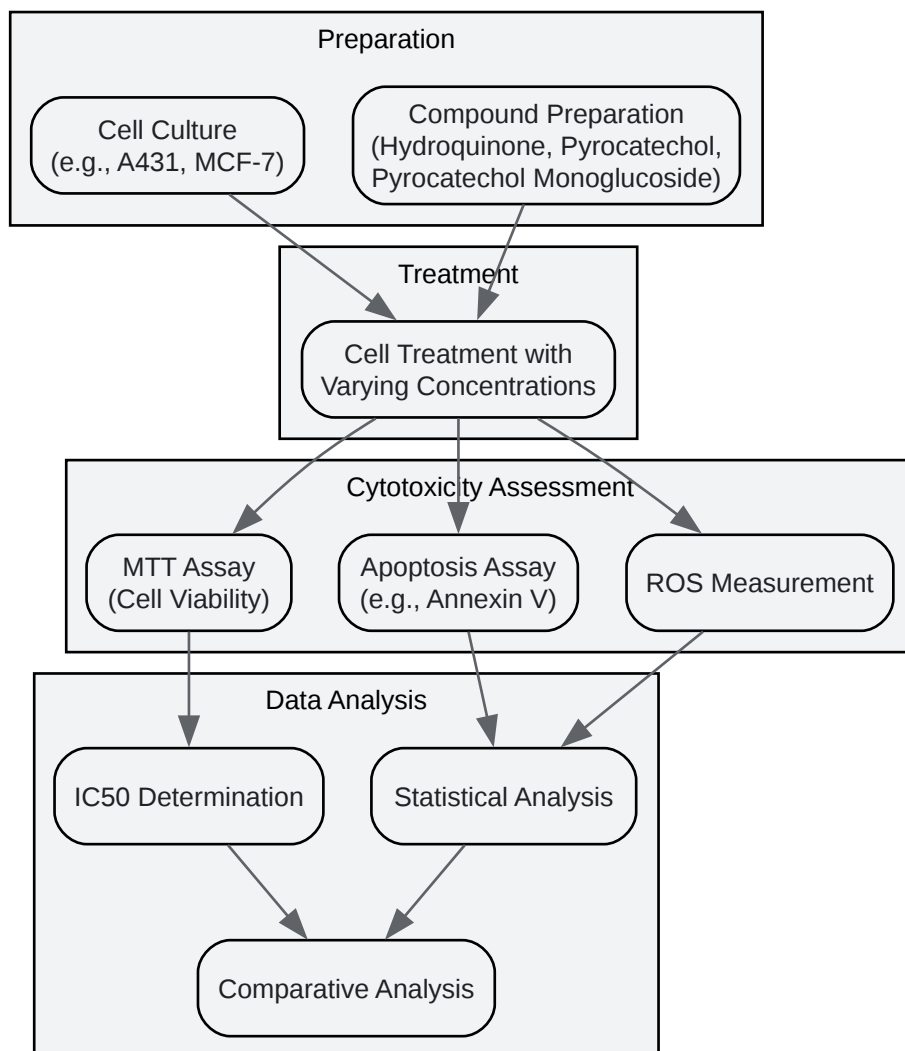 Preparation
Cell Culture
(e.g., A431, MCF-7)
Compound Preparation
(Hydroquinone, Pyrocatechol,
Pyrocatechol Monoglucoside)
Treatment
Cell Treatment with
Varying Concentrations
Cytotoxicity Assessment
MTT Assay
(Cell Viability)
Apoptosis Assay
(e.g., Annexin V)
ROS Measurement
Data Analysis
IC50 Determination
Statistical Analysis
Comparative Analysis